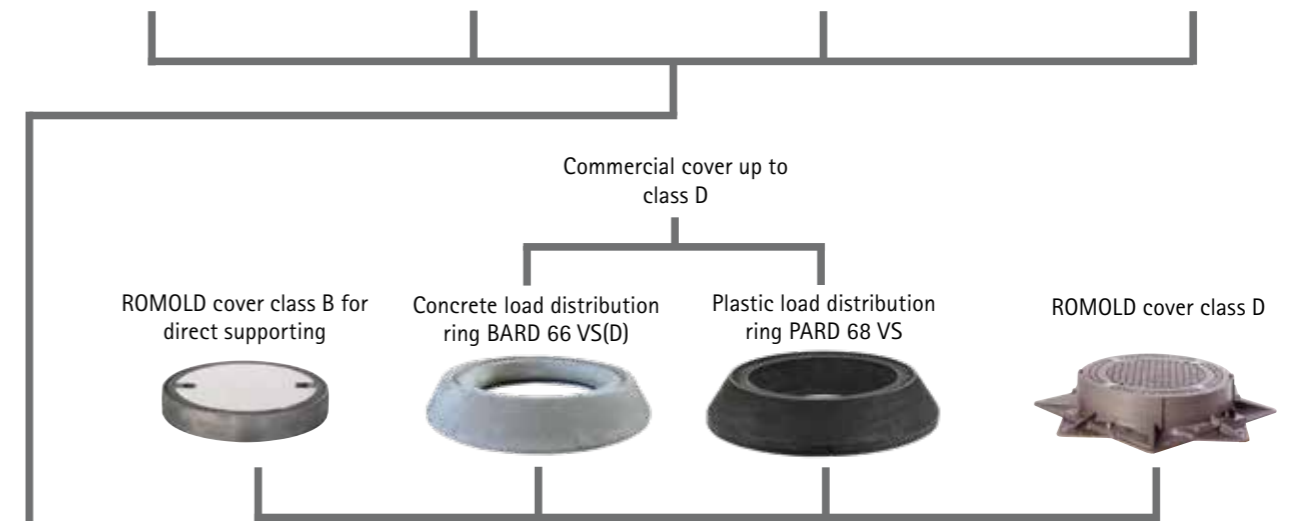 Commercial cover up to
class D
ROMOLD cover class B for
direct supporting
Concrete load distribution
ring BARD 66 VS(D)
Plastic load distribution
ring PARD 68 VS
ROMOLD cover class D